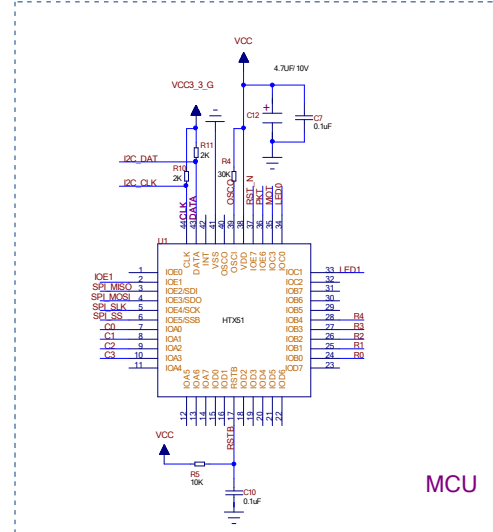 VCC
4.7UF/10V
VCC3_3_G
C12
C7
0.1uF
R11
2K
I2C_DAT
R10
2K
R4
30K
I2C_CLK
OSCO
RST_N
PKT
MOT
LED0
CLK
DATA
44
43
42
41
40
39
38
37
36
35
34
U1
CLK
DATA
INT
VSS
OSCO
OSCI
VDD
IOE7
IOE6
IOC3
IOC0
1 IOE0
IOE1 2 IOE1
SPI_MISO 3 IOE2/SDI
SPI_MOSI 4 IOE3/SDO
SPI_SLK 5 IOE4/SCK
SPI_SS 6 IOE5/SSB
C0 7 IOA0
C1 8 IOA1
C2 9 IOA2
C3 10 IOA3
11 IOA4
HTX51
IOC1 33 LED1
IOC2 32
IOB7 31
IOB6 30
IOB5 29
IOB4 28 R4
IOB3 27 R3
IOB2 26 R2
IOB1 25 R1
IOB0 24 R0
IOD7 23
IOA5
IOA6
IOA7
IOD0
IOD1
RSTB
IOD2
IOD3
IOD4
IOD5
IOD6
12
13
14
15
16
17
18
19
20
21
22
RSTB
VCC
R5
10K
C10
0.1uF
MCU